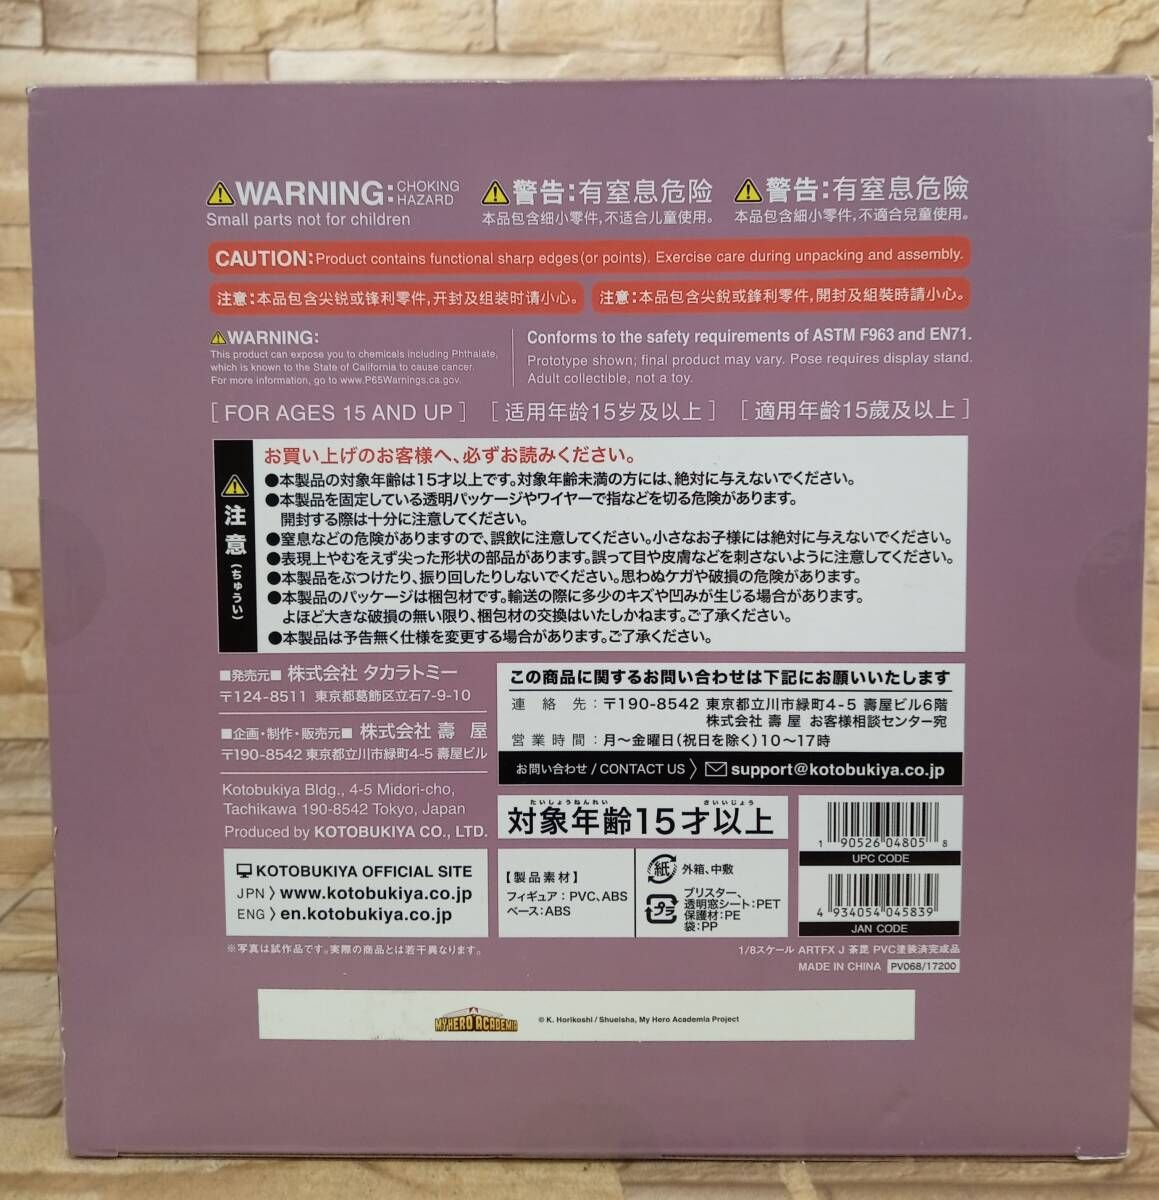 ⚠WARNING: CHOKING HAZARD
Small parts not for children
⚠警告:有窒息危险
本品包含细小零件,不适合儿童使用。
⚠警告:有窒息危險
本品包含細小零件,不適合兒童使用。
CAUTION: Product contains functional sharp edges(or points). Exercise care during unpacking and assembly.
注意:本品包含尖锐或锋利零件,开封及组装时请小心。
注意:本品包含尖銳或鋒利零件,開封及組裝時請小心。
⚠WARNING:
This product can expose you to chemicals including Phthalate,
which is known to the State of California to cause cancer.
For more information, go to www.P65Warnings.ca.gov.
Conforms to the safety requirements of ASTM F963 and EN71.
Prototype shown; final product may vary. Pose requires display stand.
Adult collectible, not a toy.
[FOR AGES 15 AND UP] [适用年龄15岁及以上] [適用年齡15歲及以上]
⚠注意(ちゅうい)
お買い上げのお客様へ、必ずお読みください。
●本製品の対象年齢は15才以上です。対象年齢未満の方には、絶対に与えないでください。
●本製品を固定している透明パッケージやワイヤーで指などを切る危険があります。
開封する際は十分に注意してください。
●窒息などの危険がありますので、誤飲に注意してください。小さなお子様には絶対に与えないでください。
●表現上やむをえず尖った形状の部品があります。誤って目や皮膚などを刺さないように注意してください。
●本製品をぶつけたり、振り回したりしないでください。思わぬケガや破損の危険があります。
●本製品のパッケージは梱包材です。輸送の際に多少のキズや凹みが生じる場合があります。
よほど大きな破損の無い限り、梱包材の交換はいたしかねます。ご了承ください。
●本製品は予告無く仕様を変更する場合があります。ご了承ください。
■発売元■ 株式会社 タカラトミー
〒124-8511 東京都葛飾区立石7-9-10
■企画・制作・販売元■ 株式会社 壽 屋
〒190-8542 東京都立川市緑町4-5 壽屋ビル
Kotobukiya Bldg., 4-5 Midori-cho,
Tachikawa 190-8542 Tokyo, Japan
Produced by KOTOBUKIYA CO., LTD.
この商品に関するお問い合わせは下記にお願いいたします
連絡先:〒190-8542 東京都立川市緑町4-5 壽屋ビル6階
株式会社 壽 屋 お客様相談センター宛
営業時間:月〜金曜日(祝日を除く)10〜17時
お問い合わせ/CONTACT US 〉 support@kotobukiya.co.jp
たいしょうねんれい さいいじょう
対象年齢15才以上
1 90526 04805 8
UPC CODE
4 934054 045839
JAN CODE
KOTOBUKIYA OFFICIAL SITE
JPN 〉 www.kotobukiya.co.jp
ENG 〉 en.kotobukiya.co.jp
【製品素材】
フィギュア:PVC、ABS
ベース:ABS
紙 外箱、中敷
プラ
ブリスター、
透明窓シート:PET
保護材:PE
袋:PP
※写真は試作品です。実際の商品とは若干異なります。
1/8スケール ARTFX J 荼毘 PVC塗装済完成品
MADE IN CHINA PV068/17200
MY HERO ACADEMIA
© K. Horikoshi / Shueisha, My Hero Academia Project